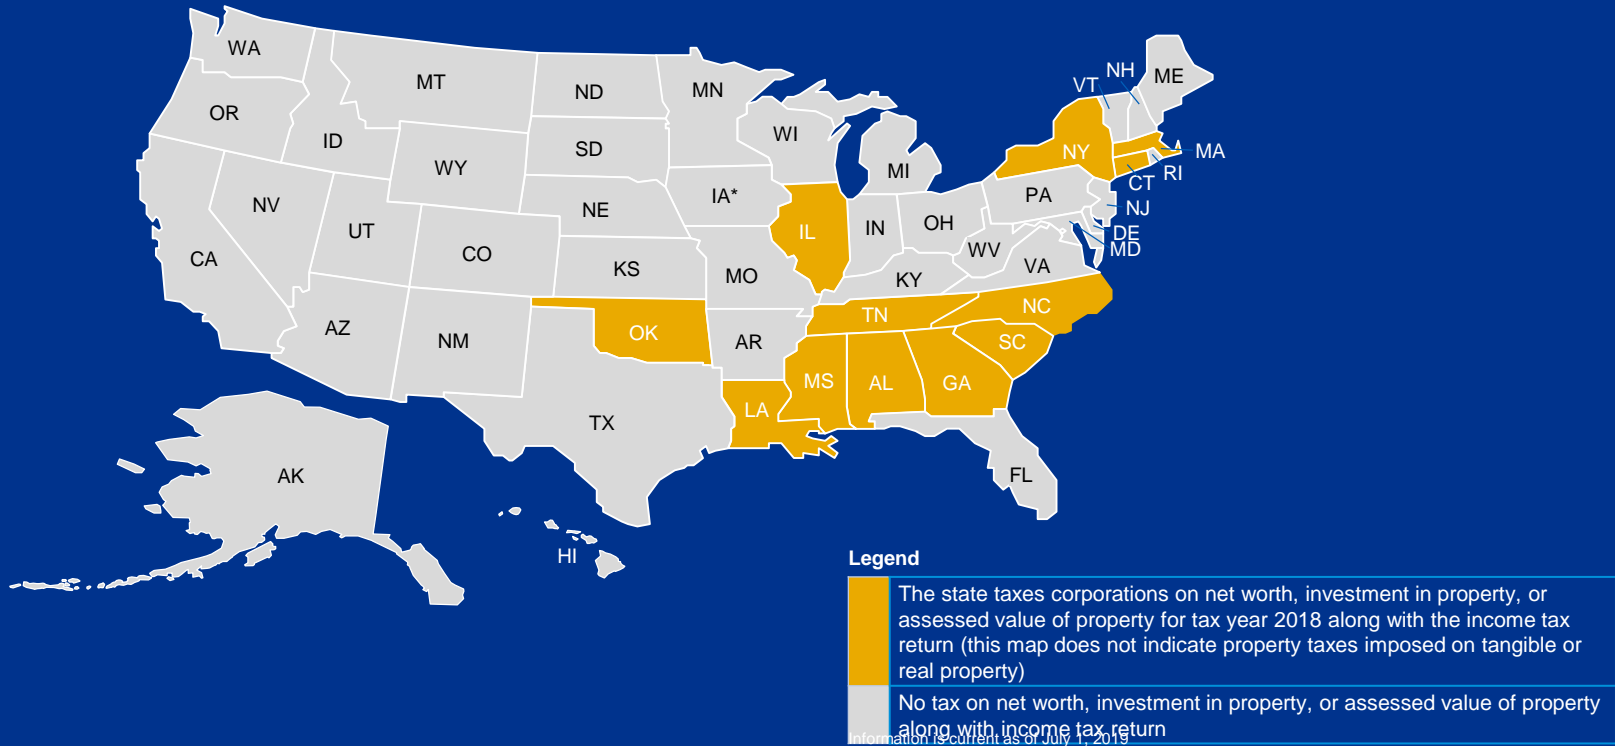 WA
MT
ND
MN
OR
ID
WY
SD
WI
MI
VT
NH
ME
NY
MA
RI
CT
NV
UT
CO
NE
IA*
IL
IN
OH
PA
NJ
DE
MD
CA
KS
MO
KY
WV
VA
AZ
NM
OK
AR
TN
NC
SC
TX
LA
MS
AL
GA
FL
AK
HI
Legend
The state taxes corporations on net worth, investment in property, or
assessed value of property for tax year 2018 along with the income tax
return (this map does not indicate property taxes imposed on tangible or
real property)
No tax on net worth, investment in property, or assessed value of property
along with income tax return
Information is current as of July 1, 2019